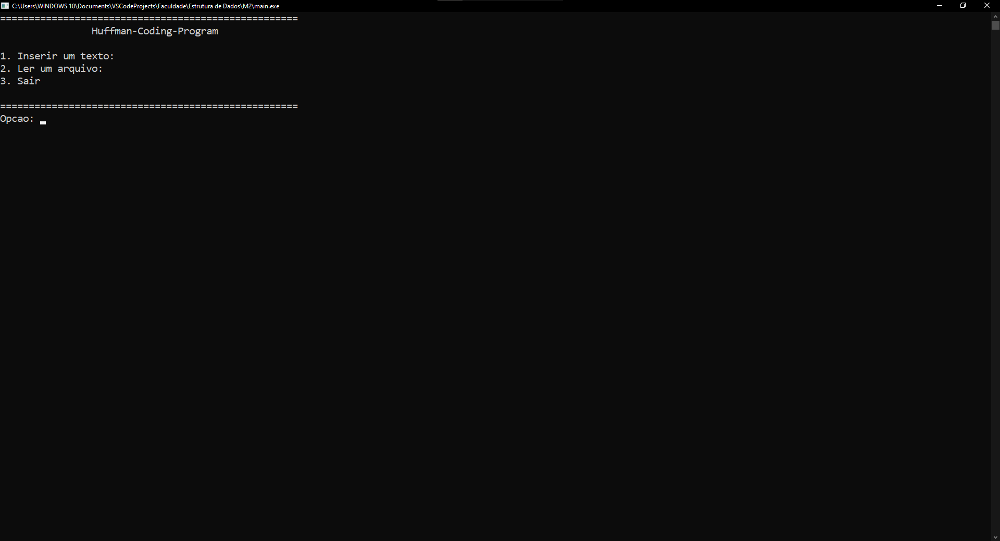 C:\Users\WINDOWS 10\Documents\VSCodeProjects\Faculdade\Estrutura de Dados\M2\main.exe
====================================================
Huffman-Coding-Program
1. Inserir um texto:
2. Ler um arquivo:
3. Sair
====================================================
Opcao: